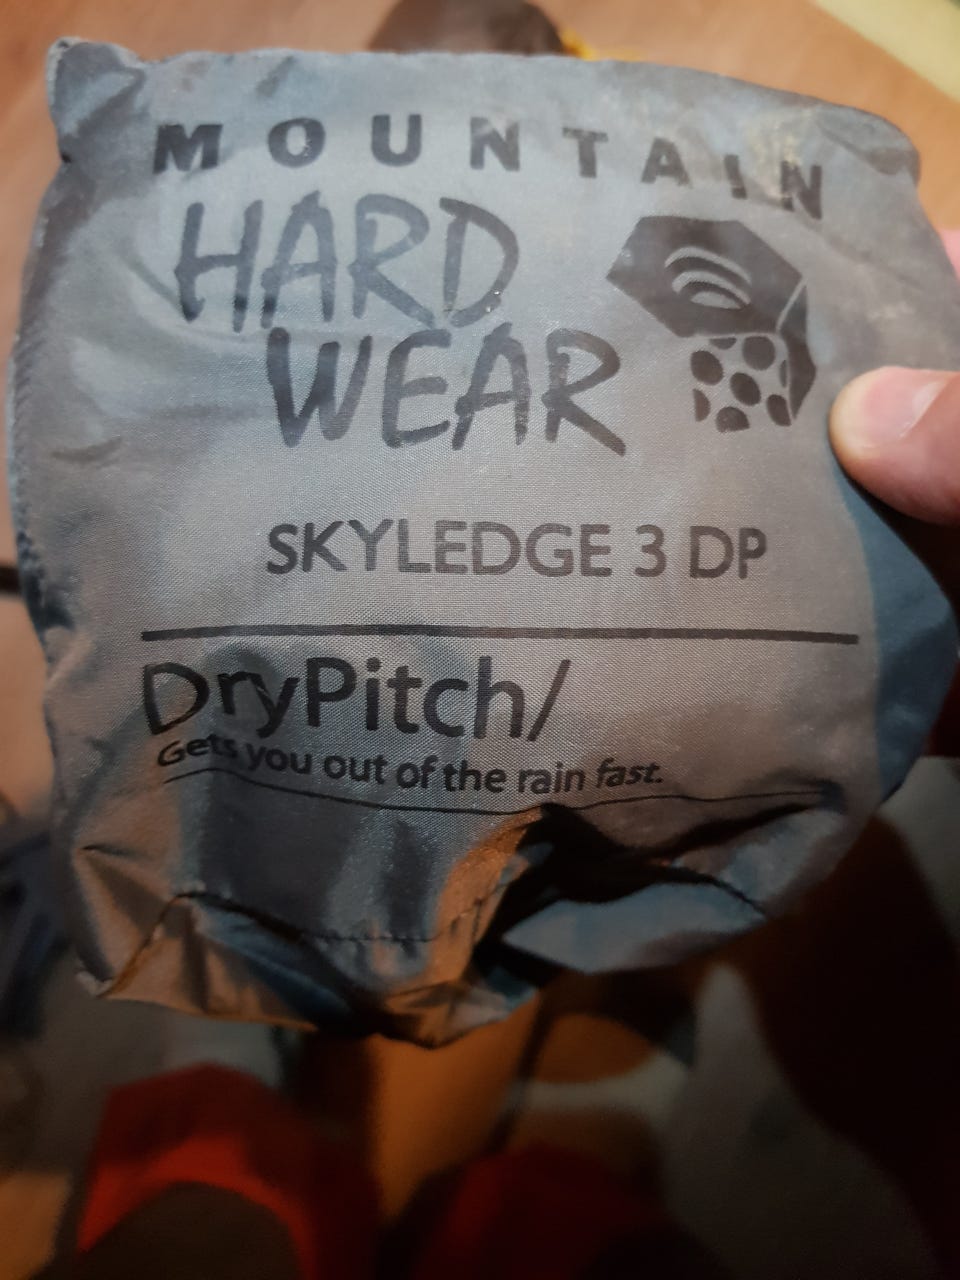 MOUNTAIN
HARD
WEAR
SKYLEDGE 3 DP
DryPitch/
Gets you out of the rain fast.